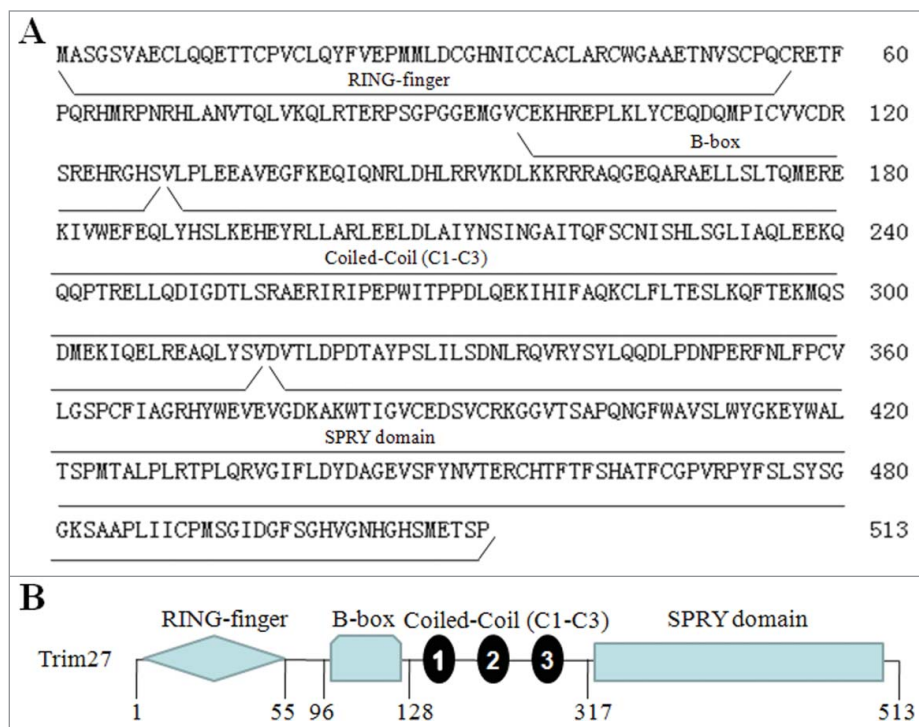 A
MASGSVAECLQQETTCPVCLQYFVEPMMLDCGHNICCACLARCWGAAETNVSCPQCRETF 60
RING-finger
PQRHMRPNRHLANVTQLVKQLRTERPSGPGGEMGVCEKHREPLKLYCEQDQMPICVVCDR 120
B-box
SREHRGHSVLPLEEAVEGFKEQIQNRLDHLRRVKDLKKRRRAQGEQARAELLSLTQMERE 180
KIVWEFEQLYHSLKEHEYRLLARLEELDLAIYNSINGAITQFSCNISHLSGLIAQLEEKQ 240
Coiled-Coil (C1-C3)
QQPTRELLQDIGDTLSRAERIRIPEPWITPPDLQEKIHIFAQKCLFLTESLKQFTEKMQS 300
DMEKIQELREAQLYSVDVTLDPDTAYPSLILSDNLRQVRYSYLQQDLPDNPERFNLFPCV 360
LGSPCFIAGRHYWEVEVGDKAKWTIGVCEDSVCRKGGVTSAPQNGFWAVSLWYGKEYWAL 420
SPRY domain
TSPMTALPLRTPLQRVGIFLDYDAGEVSFYNVTERCHTFTFSHATFCGPVRPYFSLSYSG 480
GKSAAPLIICPMSGIDGFSGHVGNHGHSMETSP 513
B
RING-finger B-box Coiled-Coil (C1-C3) SPRY domain
Trim27 1 2 3
1 55 96 128 317 513